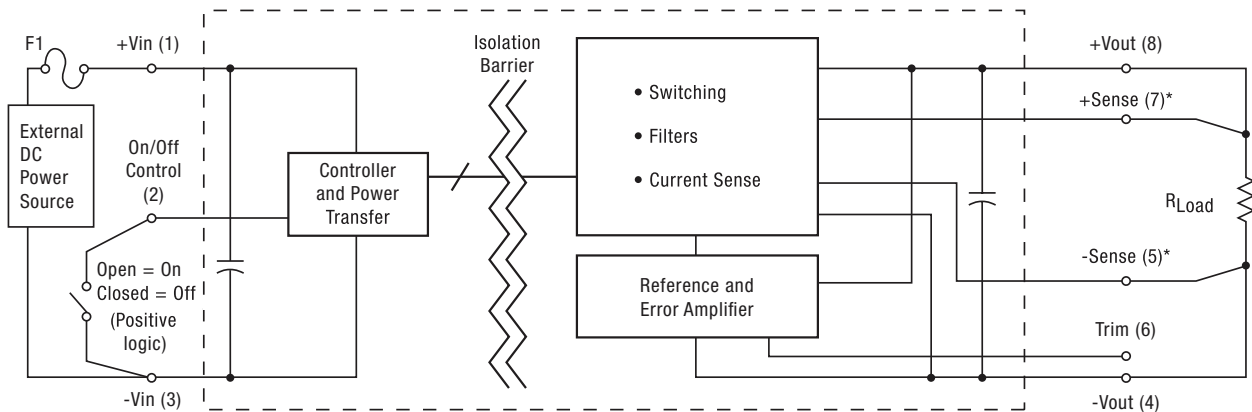 F1
+Vin (1)
External
DC
Power
Source
On/Off
Control
(2)
Open = On
Closed = Off
(Positive
logic)
-Vin (3)
Controller
and Power
Transfer
Isolation
Barrier
• Switching
• Filters
• Current Sense
Reference and
Error Amplifier
+Vout (8)
+Sense (7)*
RLoad
-Sense (5)*
Trim (6)
-Vout (4)